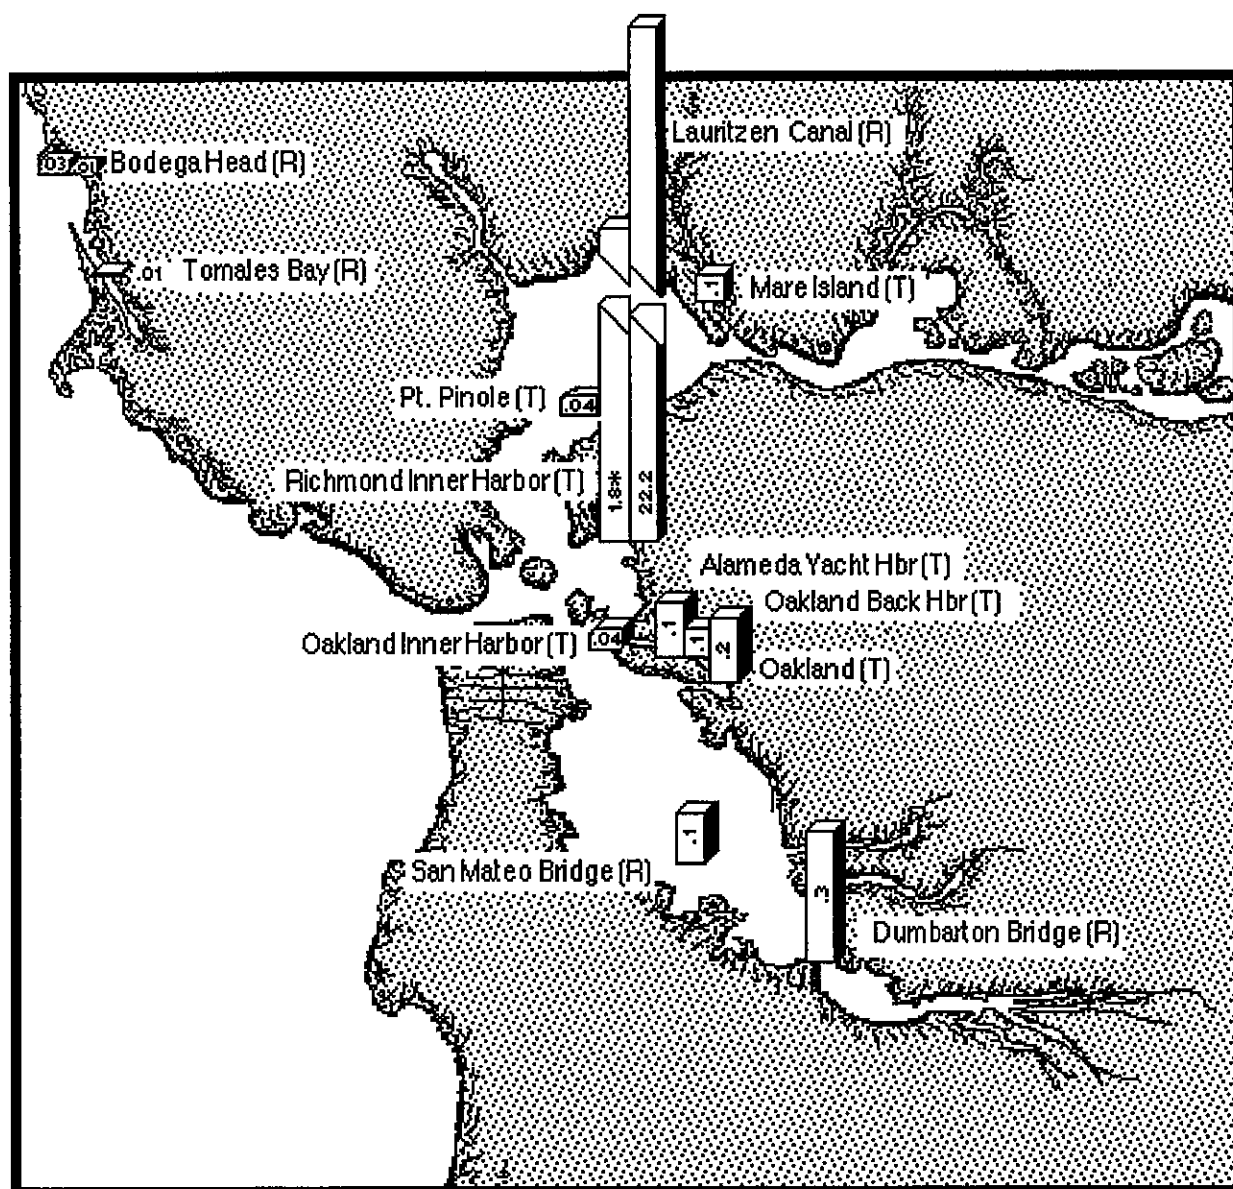 Lauritzen Canal (R)
.03 .01 Bodega Head (R)
.01 Tomales Bay (R)
.1 Mare Island (T)
Pt. Pinole (T) .04
Richmond Inner Harbor (T) 1.8* 22.2
Alameda Yacht Hbr (T)
.1 Oakland Back Hbr (T)
Oakland Inner Harbor (T) .04 .1 .2
Oakland (T)
.1
San Mateo Bridge (R)
.3
Dumbarton Bridge (R)